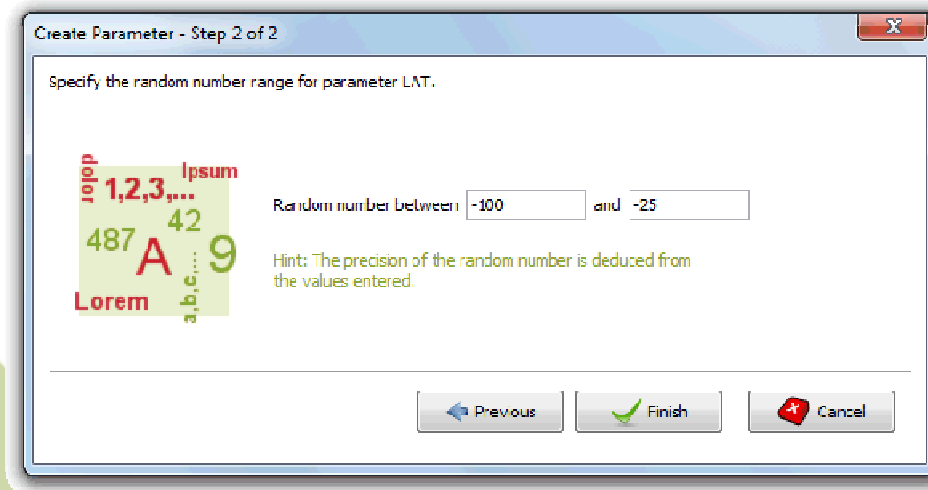 Create Parameter - Step 2 of 2
X
Specify the random number range for parameter LAT.
dolor
Ipsum
1,2,3,...
42
487
A
9
a,b,c,...
Lorem
Random number between -100 and -25
Hint: The precision of the random number is deduced from
the values entered.
Previous
Finish
Cancel